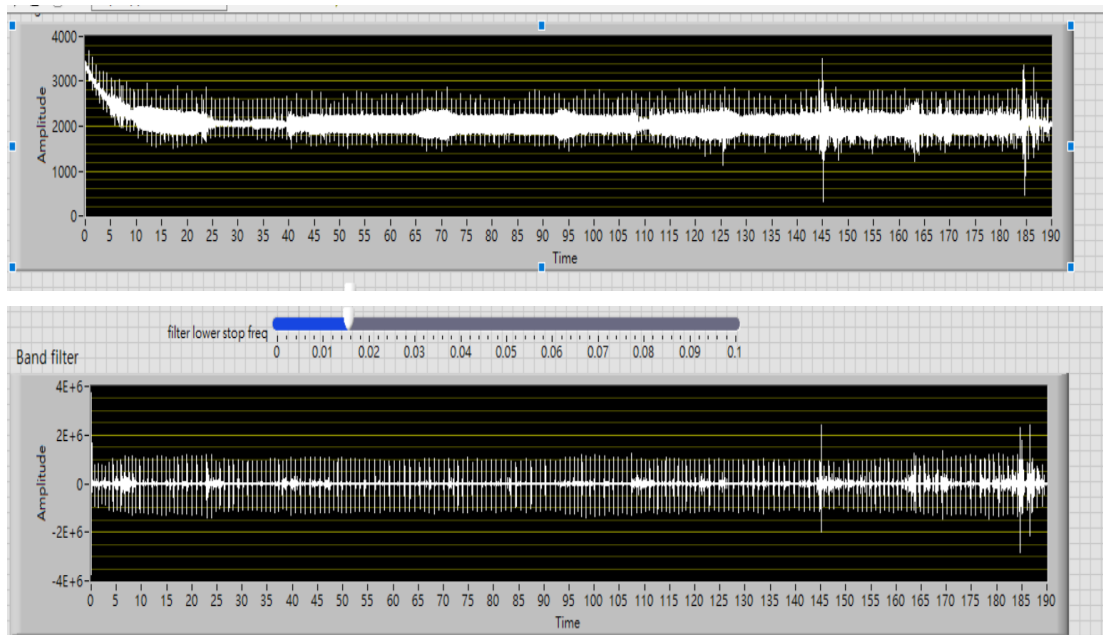 4000
3000
2000
1000
0
Amplitude
0 5 10 15 20 25 30 35 40 45 50 55 60 65 70 75 80 85 90 95 100 105 110 115 120 125 130 135 140 145 150 155 160 165 170 175 180 185 190
Time
filter lower stop freq
0 0.01 0.02 0.03 0.04 0.05 0.06 0.07 0.08 0.09 0.1
Band filter
4E+6
2E+6
0
-2E+6
-4E+6
Amplitude
0 5 10 15 20 25 30 35 40 45 50 55 60 65 70 75 80 85 90 95 100 105 110 115 120 125 130 135 140 145 150 155 160 165 170 175 180 185 190
Time